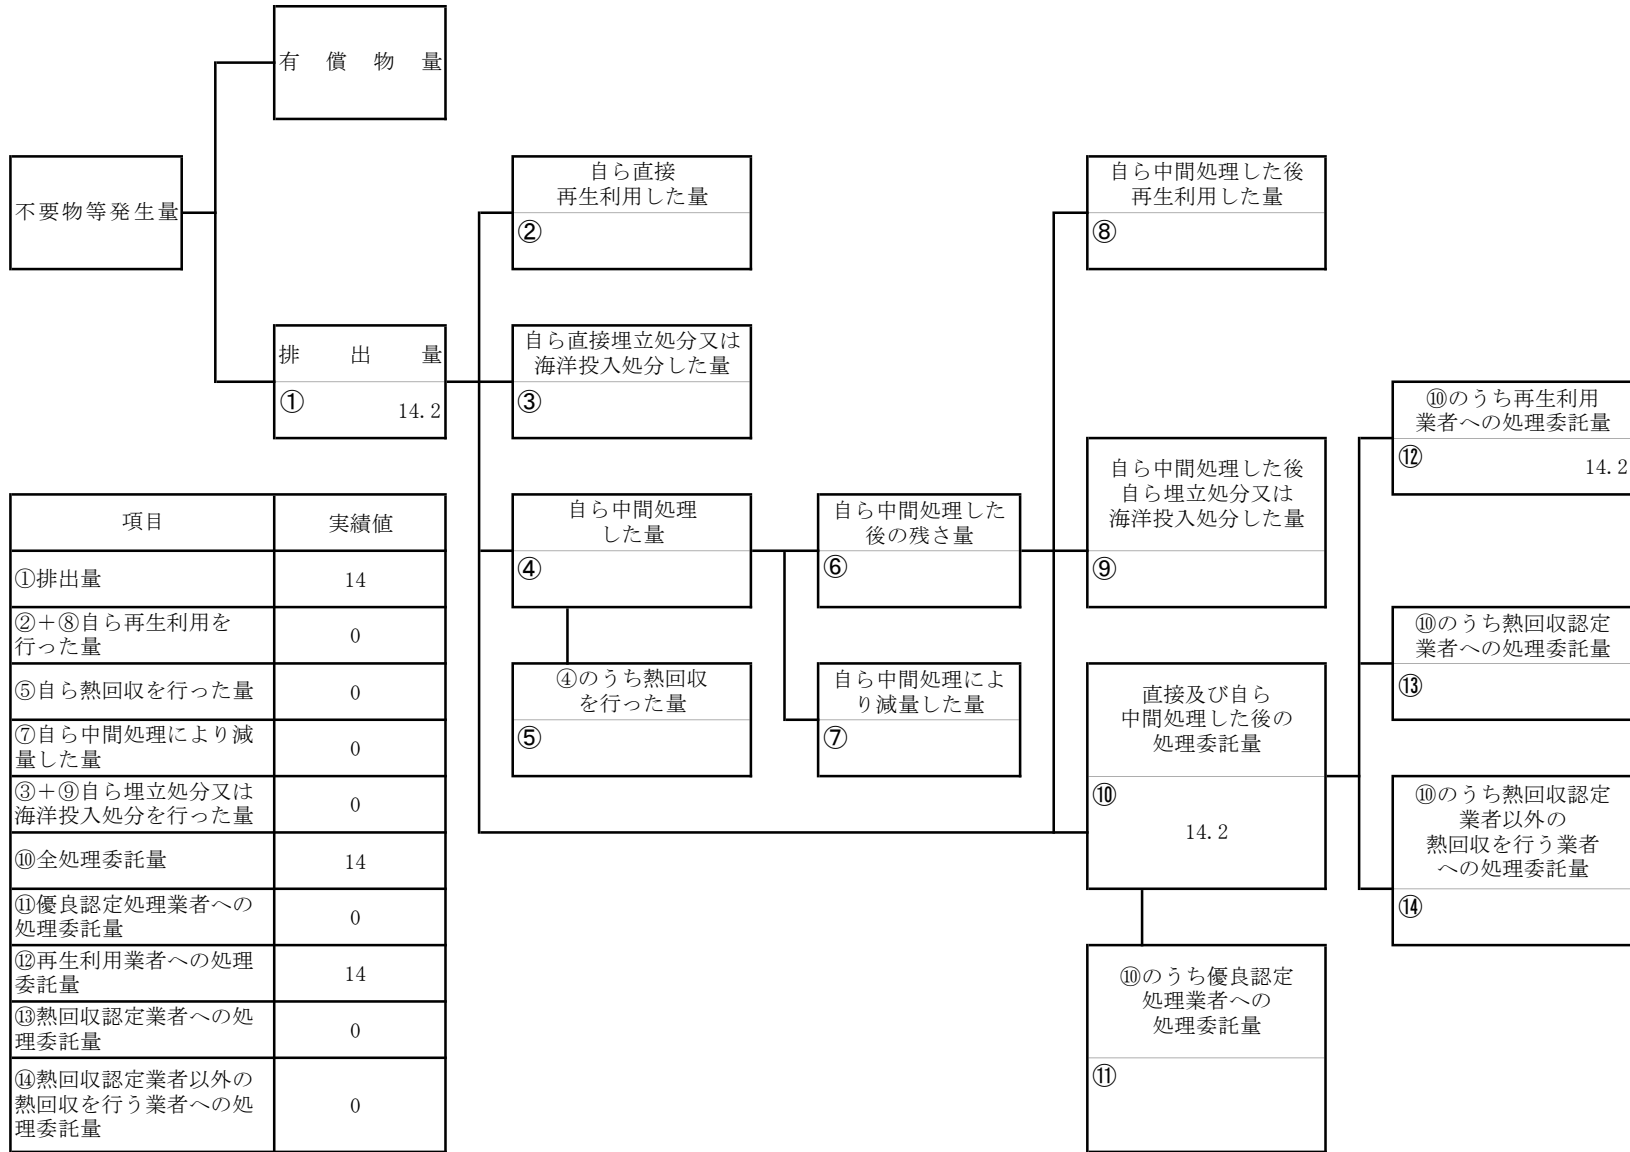 有償物量
不要物等発生量
排出量
①
14.2
自ら直接
再生利用した量
②
自ら直接埋立処分又は
海洋投入処分した量
③
自ら中間処理
した量
④
④のうち熱回収
を行った量
⑤
自ら中間処理した
後の残さ量
⑥
自ら中間処理によ
り減量した量
⑦
自ら中間処理した後
再生利用した量
⑧
自ら中間処理した後
自ら埋立処分又は
海洋投入処分した量
⑨
直接及び自ら
中間処理した後の
処理委託量
⑩
14.2
⑩のうち優良認定
処理業者への
処理委託量
⑪
⑩のうち再生利用
業者への処理委託量
⑫
14.2
⑩のうち熱回収認定
業者への処理委託量
⑬
⑩のうち熱回収認定
業者以外の
熱回収を行う業者
への処理委託量
⑭
項目 実績値
①排出量 14
②＋⑧自ら再生利用を
行った量 0
⑤自ら熱回収を行った量 0
⑦自ら中間処理により減
量した量 0
③＋⑨自ら埋立処分又は
海洋投入処分を行った量 0
⑩全処理委託量 14
⑪優良認定処理業者への
処理委託量 0
⑫再生利用業者への処理
委託量 14
⑬熱回収認定業者への処
理委託量 0
⑭熱回収認定業者以外の
熱回収を行う業者への処
理委託量 0